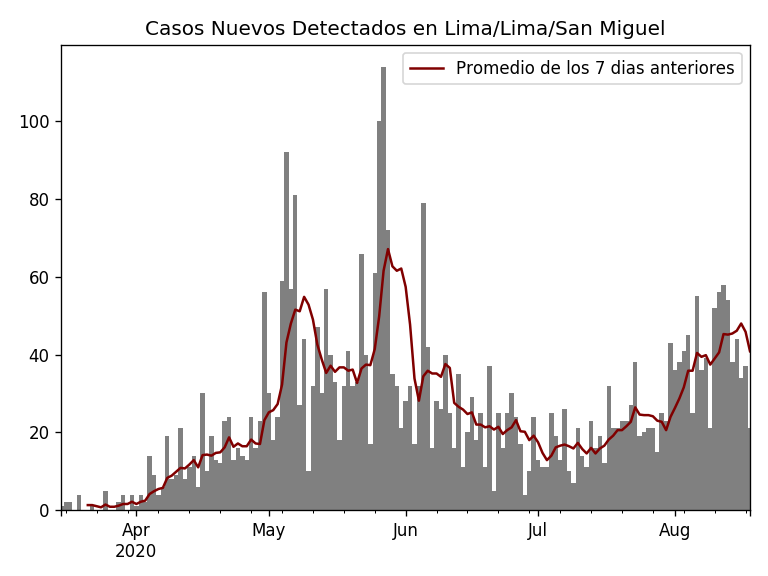 Casos Nuevos Detectados en Lima/Lima/San Miguel
Promedio de los 7 dias anteriores
100
80
60
40
20
0
Apr May Jun Jul Aug
2020